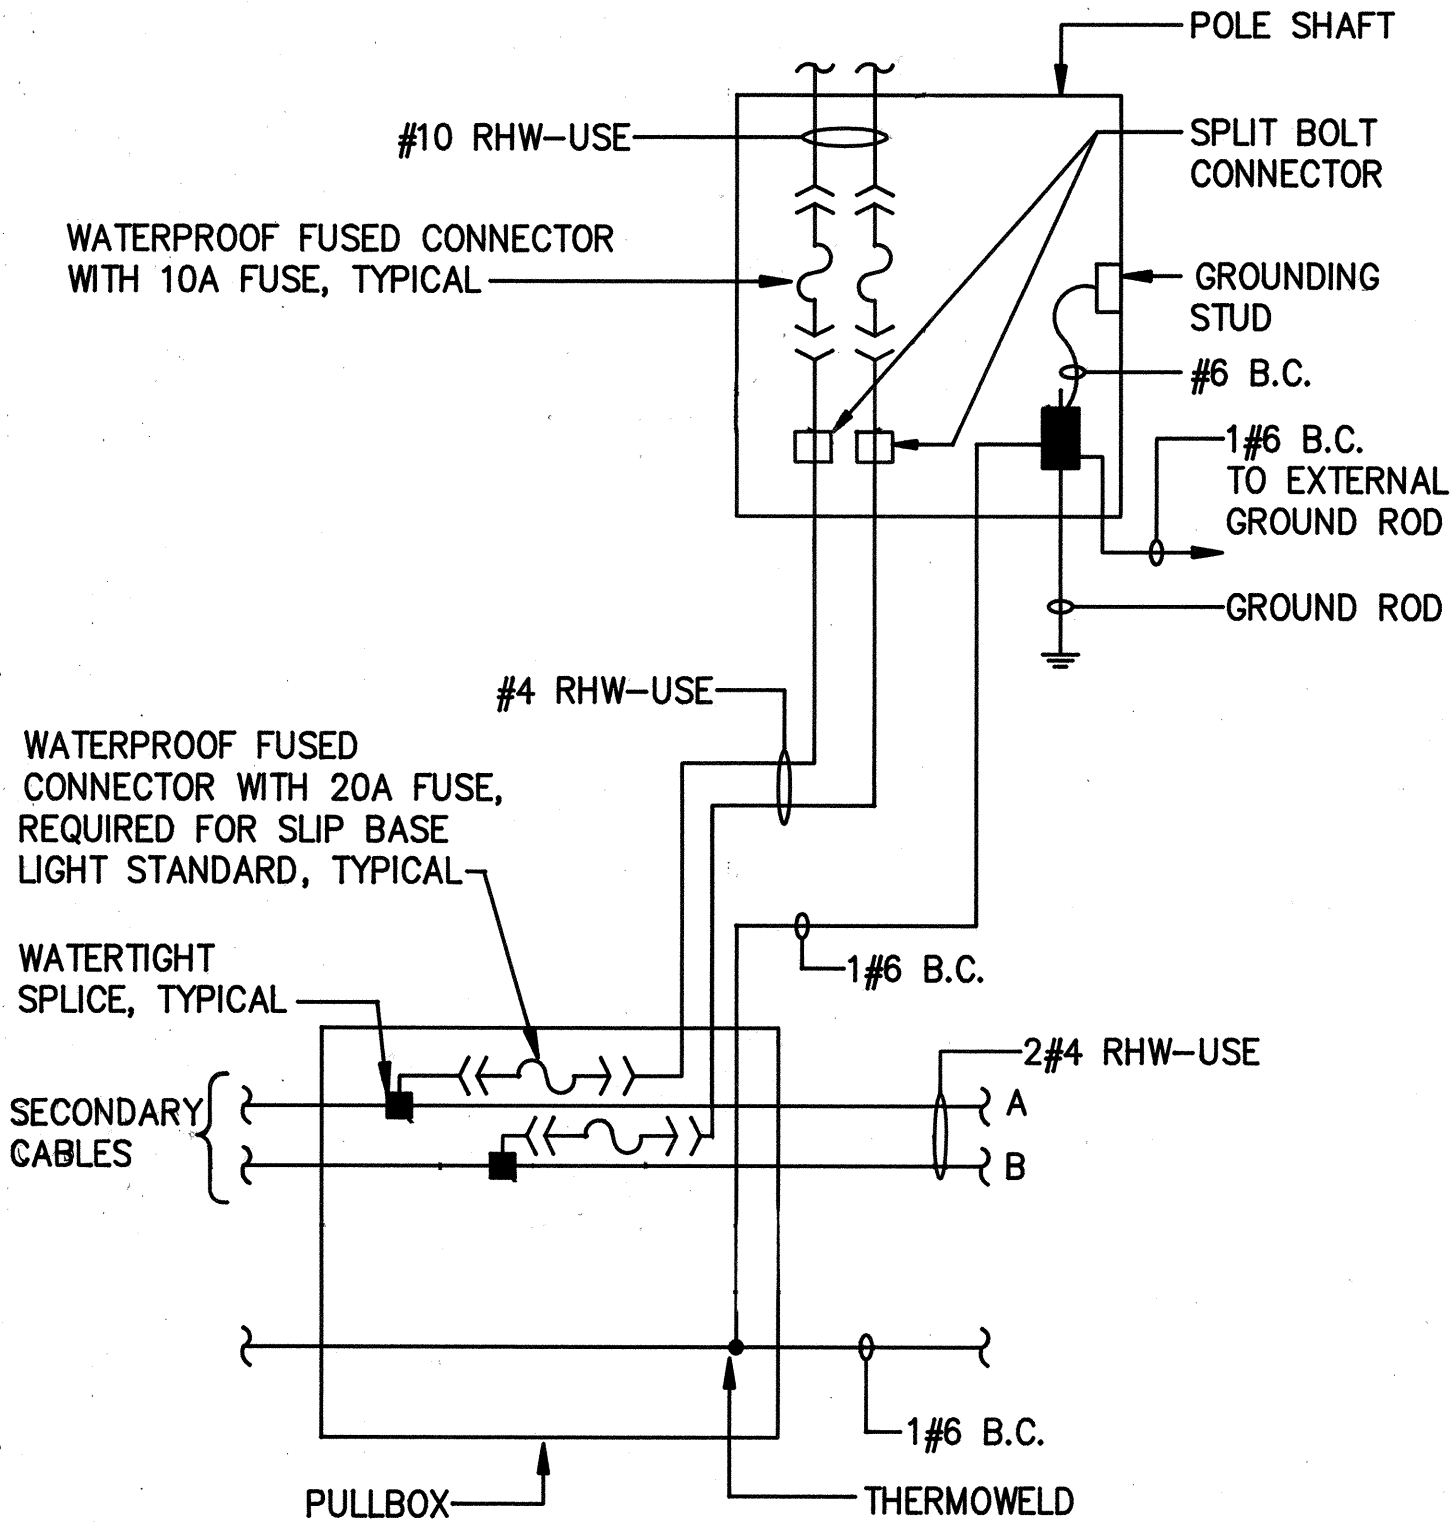 POLE SHAFT
#10 RHW-USE
SPLIT BOLT
CONNECTOR
WATERPROOF FUSED CONNECTOR
WITH 10A FUSE, TYPICAL
GROUNDING
STUD
#6 B.C.
1#6 B.C.
TO EXTERNAL
GROUND ROD
GROUND ROD
#4 RHW-USE
WATERPROOF FUSED
CONNECTOR WITH 20A FUSE,
REQUIRED FOR SLIP BASE
LIGHT STANDARD, TYPICAL
WATERTIGHT
SPLICE, TYPICAL
1#6 B.C.
2#4 RHW-USE
SECONDARY
CABLES
A
B
1#6 B.C.
PULLBOX
THERMOWELD